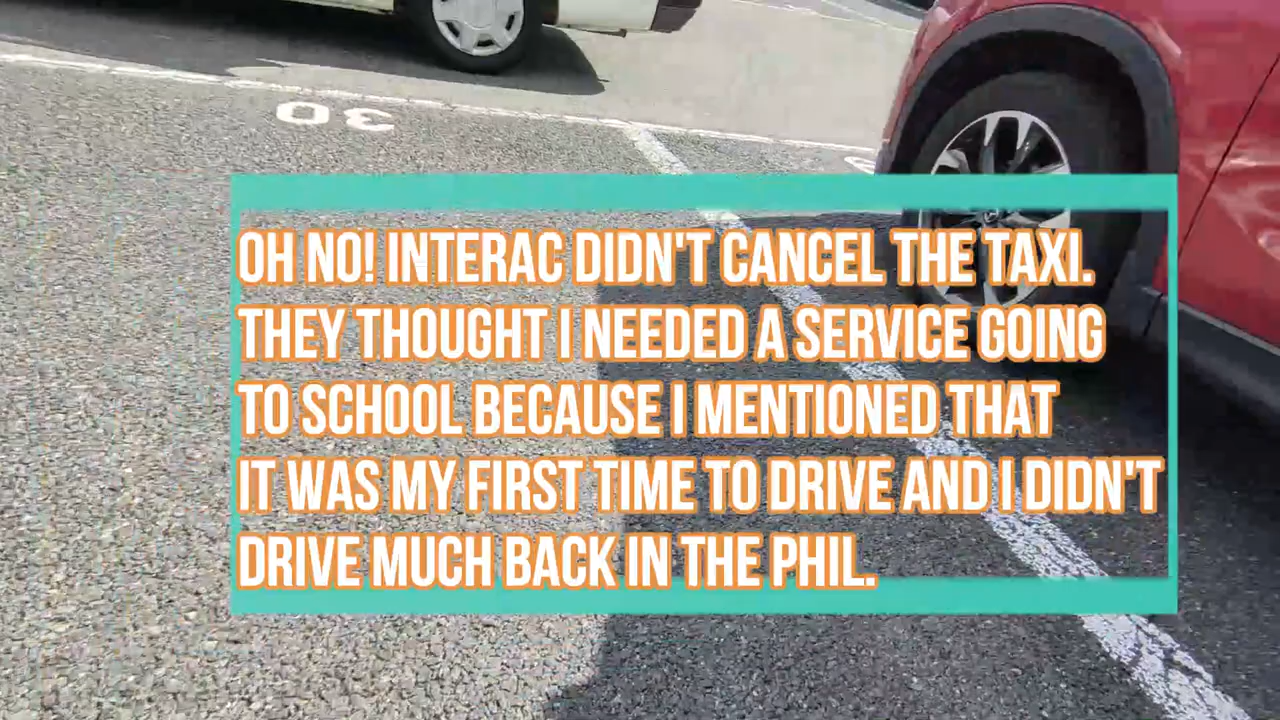 30
OH NO! INTERAC DIDN'T CANCEL THE TAXI.
THEY THOUGHT I NEEDED A SERVICE GOING
TO SCHOOL BECAUSE I MENTIONED THAT
IT WAS MY FIRST TIME TO DRIVE AND I DIDN'T
DRIVE MUCH BACK IN THE PHIL.